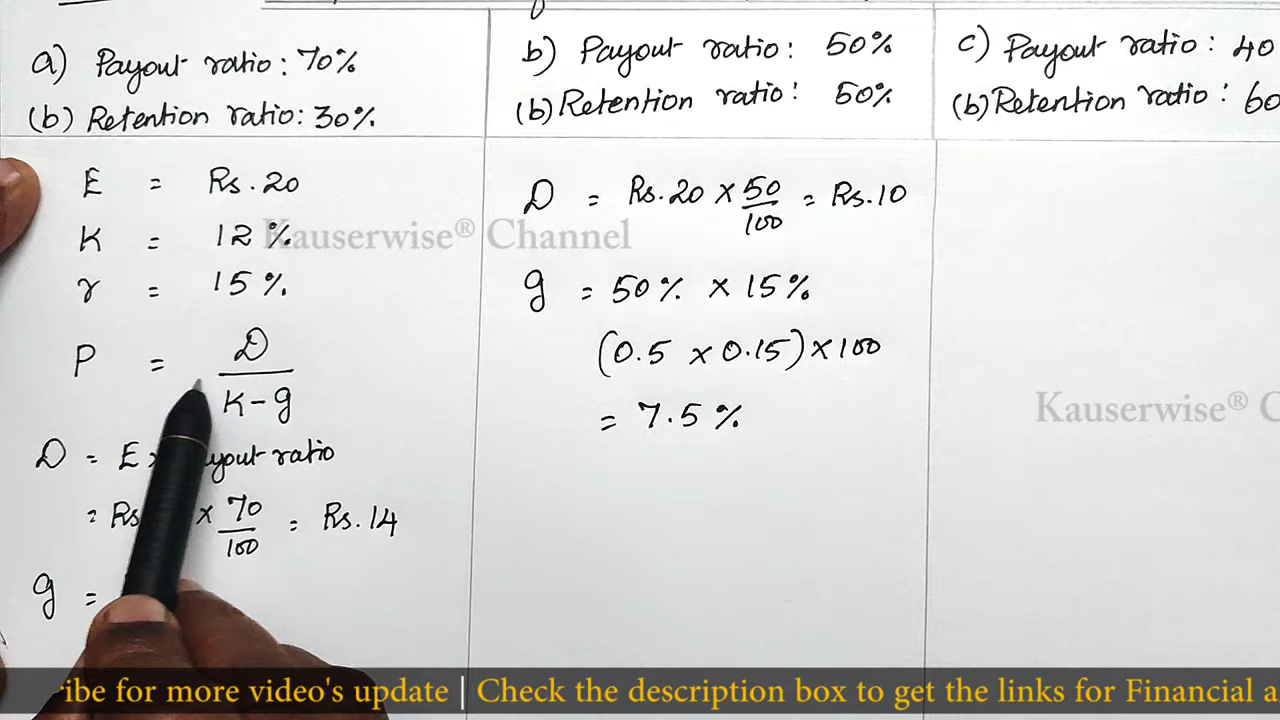 a) Payout ratio: 70%
(b) Retention ratio: 30%
E = Rs. 20
K = 12%
r = 15%
P = D
K-g
D = E ratio
= Rs × 70 = Rs. 14
100
g =
b) Payout ratio: 50%
(b) Retention ratio: 50%
D = Rs. 20 × 50 = Rs. 10
100
g = 50% × 15%
(0.5 × 0.15) × 100
= 7.5%
c) Payout ratio: 40
(b) Retention ratio: 60
Kauserwise® Channel
Kauserwise® C
for more video's update | Check the description box to get the links for Financial a